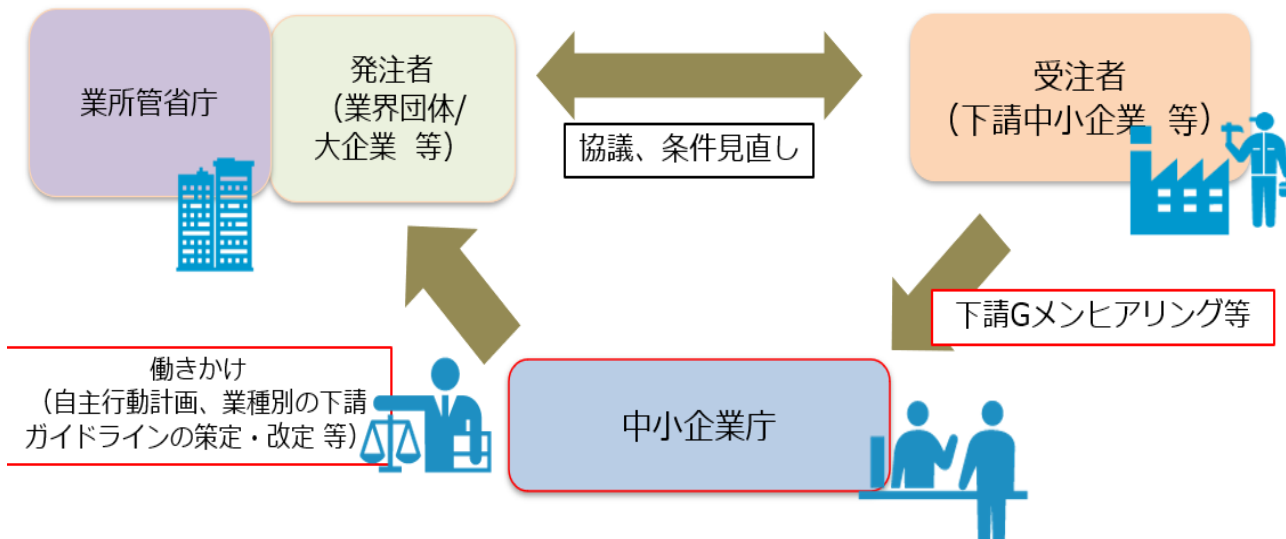 業所管省庁
発注者
（業界団体/
大企業 等）
協議、条件見直し
受注者
（下請中小企業 等）
下請Gメンヒアリング等
働きかけ
（自主行動計画、業種別の下請
ガイドラインの策定・改定 等）
中小企業庁